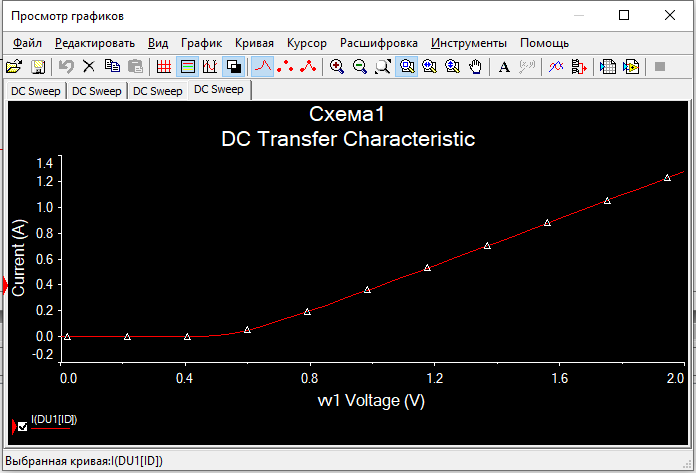 Просмотр графиков
Файл Редактировать Вид График Кривая Курсор Расшифровка Инструменты Помощь
A (x,y)
DC Sweep DC Sweep DC Sweep DC Sweep
Схема1
DC Transfer Characteristic
1.4
1.2
1.0
0.8
0.6
0.4
0.2
0.0
-0.2
Current (A)
0.0 0.4 0.8 1.2 1.6 2.0
vv1 Voltage (V)
I(DU1[ID])
Выбранная кривая:I(DU1[ID])